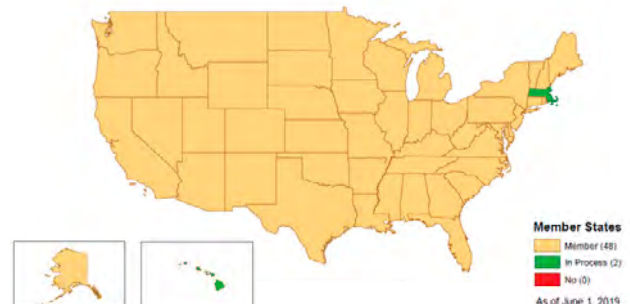 Member States
Member (48)
In Process (2)
No (0)
As of June 1, 2019